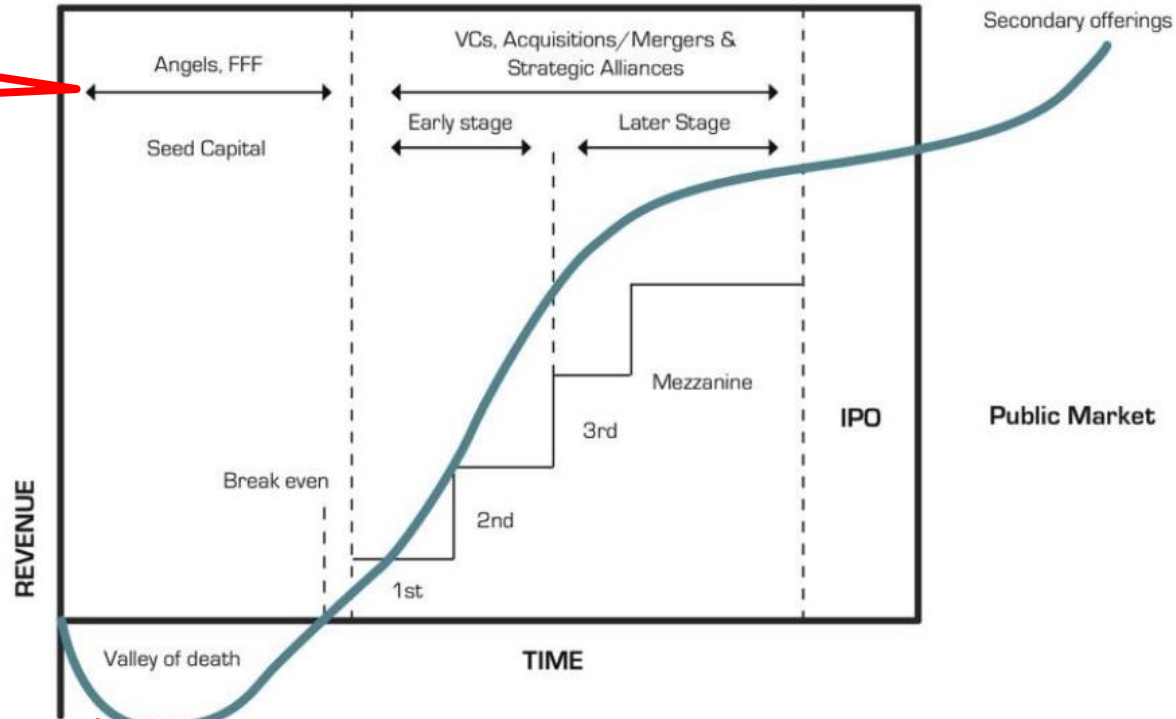 Secondary offerings
Angels, FFF
VCs, Acquisitions/Mergers &
Strategic Alliances
Early stage
Later Stage
Seed Capital
Mezzanine
IPO
Public Market
3rd
Break even
2nd
1st
REVENUE
Valley of death
TIME